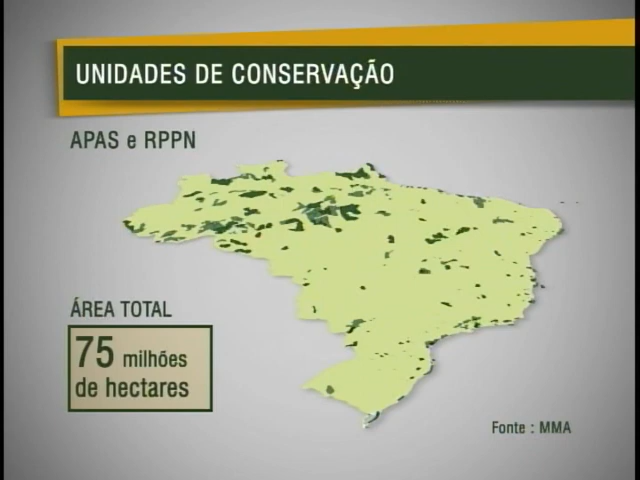 UNIDADES DE CONSERVAÇÃO
APAS e RPPN
ÁREA TOTAL
75 milhões
de hectares
Fonte : MMA